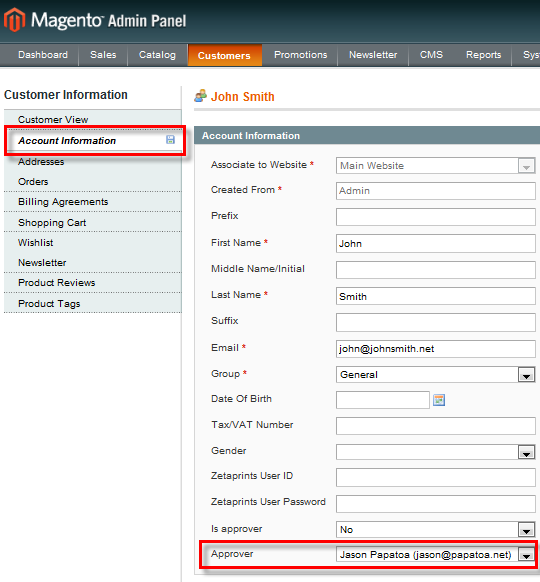 Magento Admin Panel
Dashboard Sales Catalog Customers Promotions Newsletter CMS Reports Sys
Customer Information
Customer View
Account Information
Addresses
Orders
Billing Agreements
Shopping Cart
Wishlist
Newsletter
Product Reviews
Product Tags
John Smith
Account Information
Associate to Website * Main Website
Created From * Admin
Prefix
First Name * John
Middle Name/Initial
Last Name * Smith
Suffix
Email * john@johnsmith.net
Group * General
Date Of Birth
Tax/VAT Number
Gender
Zetaprints User ID
Zetaprints User Password
Is approver No
Approver Jason Papatoa (jason@papatoa.net)